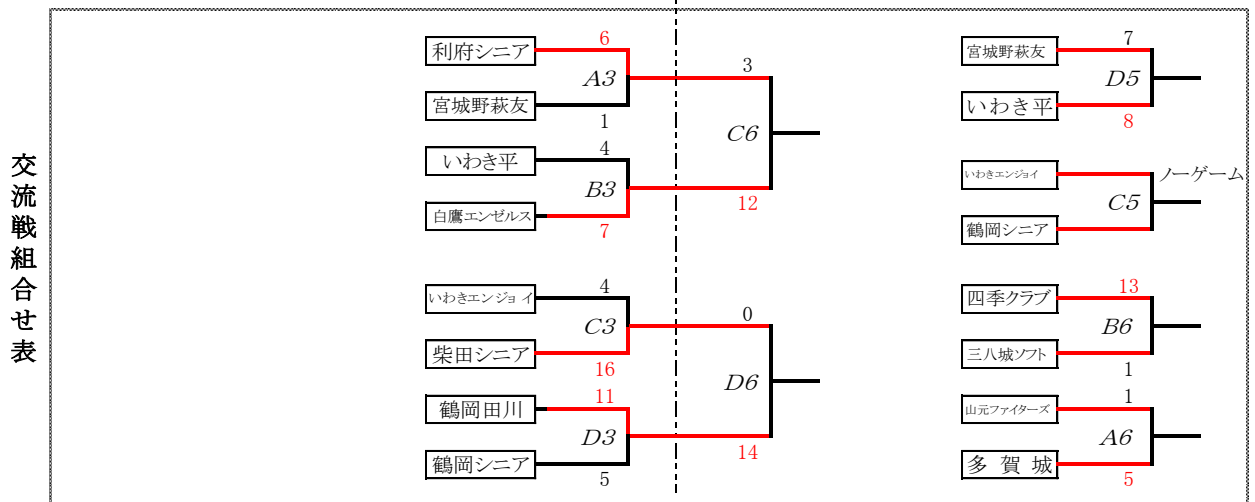 交流戦組合せ表
6
利府シニア
A3
宮城野萩友
1
3
C6
12
4
いわき平
B3
白鷹エンゼルス
7
4
いわきエンジョイ
C3
柴田シニア
16
0
D6
14
11
鶴岡田川
D3
鶴岡シニア
5
7
宮城野萩友
D5
いわき平
8
いわきエンジョイ
ノーゲーム
C5
鶴岡シニア
13
四季クラブ
B6
三八城ソフト
1
1
山元ファイターズ
A6
多賀城
5